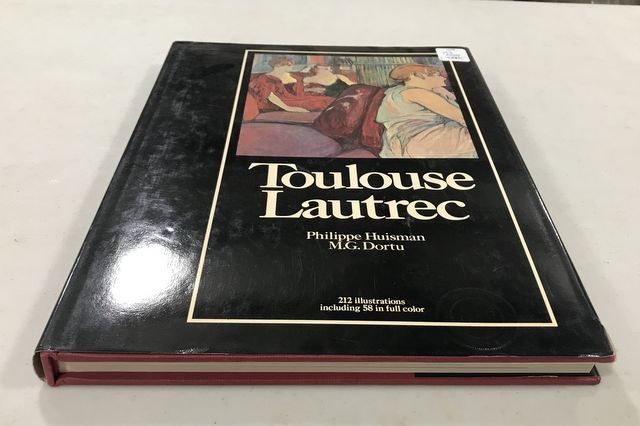 Toulouse
Lautrec
Philippe Huisman
M.G. Dortu
212 illustrations
including 58 in full color